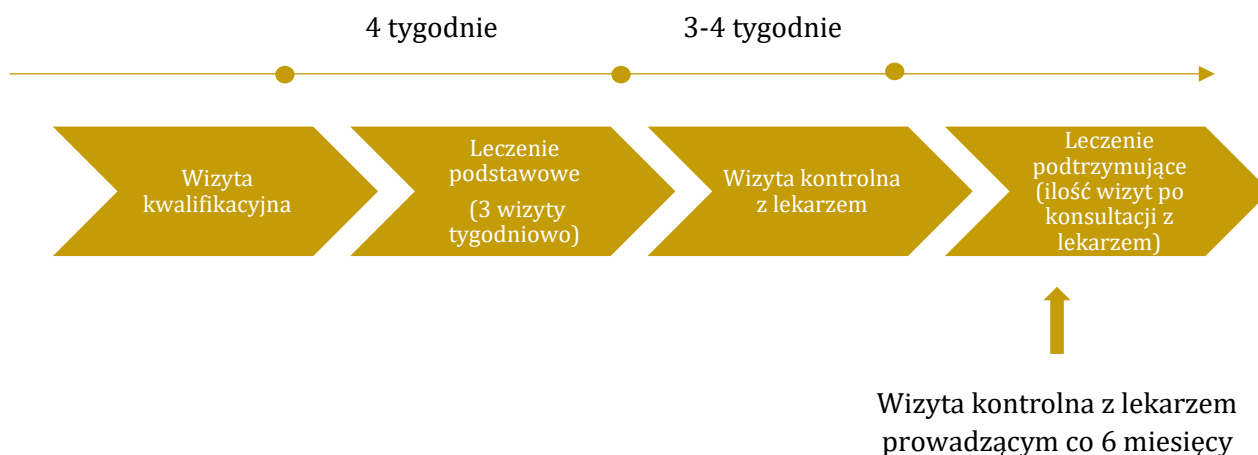 4 tygodnie
3-4 tygodnie
Wizyta
kwalifikacyjna
Leczenie
podstawowe
(3 wizyty
tygodniowo)
Wizyta kontrolna
z lekarzem
Leczenie
podtrzymujące
(ilość wizyt po
konsultacji z
lekarzem)
Wizyta kontrolna z lekarzem
prowadzącym co 6 miesięcy